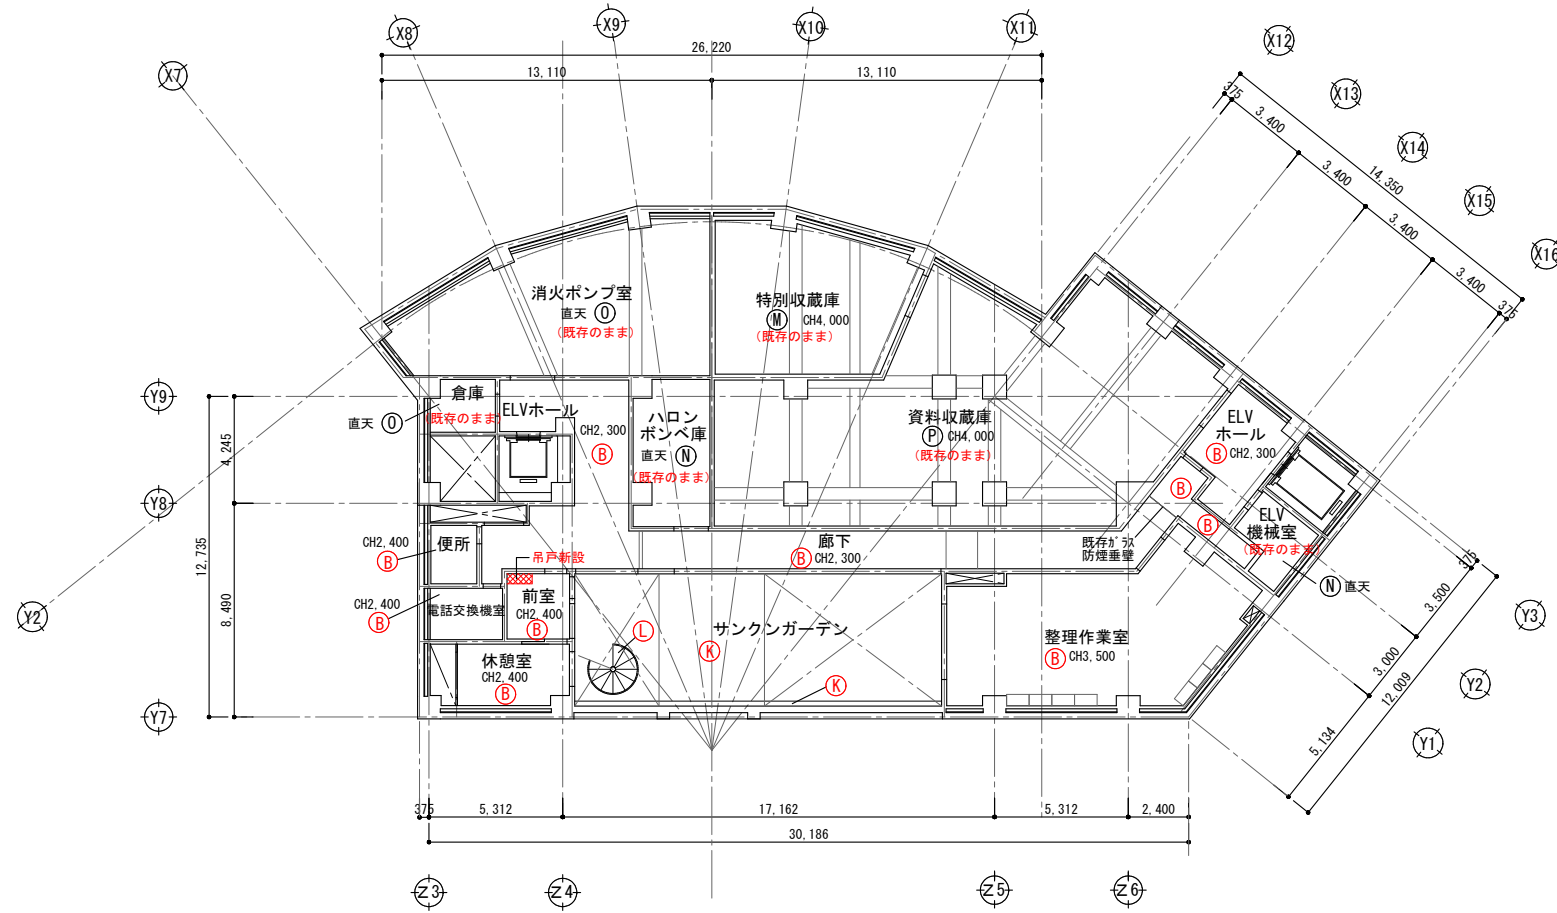 X7
X8
X9
X10
X11
X12
X13
X14
X15
X16
26,220
13,110
13,110
375
3,400
3,400
3,400
3,400
14,350
375
消火ポンプ室
直天 O
(既存のまま)
特別収蔵庫
M CH4,000
(既存のまま)
Y9
倉庫
直天 O
(既存のまま)
ELVホール
CH2,300
B
ハロン
ボンベ庫
直天 N
(既存のまま)
資料収蔵庫
P CH4,000
(既存のまま)
ELV
ホール
B CH2,300
B
B
ELV
機械室
(既存のまま)
N 直天
4,245
12,735
8,490
Y8
CH2,400
B
便所
吊戸新設
廊下
B CH2,300
既存ガラス
防煙垂壁
Y2
CH2,400
B
電話交換機室
前室
CH2,400
B
L
サンクンガーデン
K
K
整理作業室
B CH3,500
休憩室
CH2,400
B
Y7
375
3,500
3,000
12,009
5,134
Y3
Y2
Y1
375
5,312
17,162
5,312
2,400
30,186
Z3
Z4
Z5
Z6